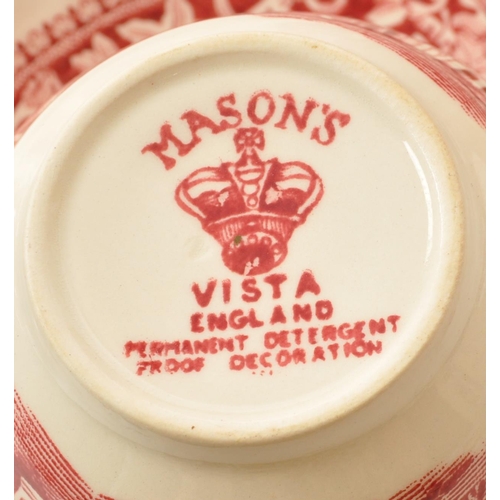 MASON'S
VISTA
ENGLAND
PERMANENT DETERGENT
PROOF DECORATION